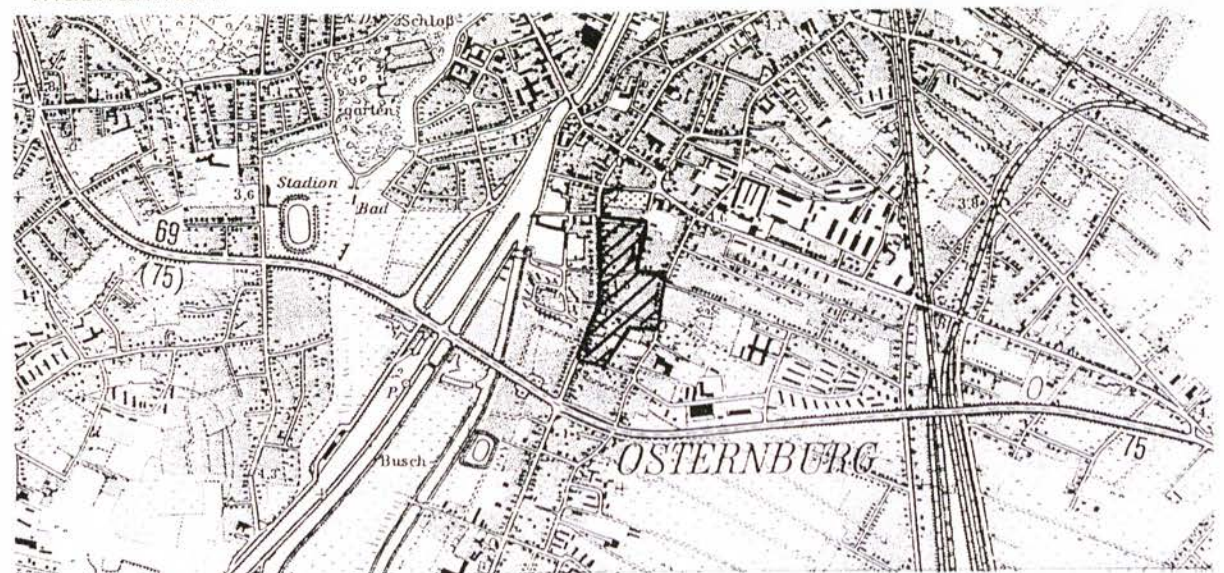 Schloß-
garten
3.6
Stadion
Bad
69
(75)
3.8
P
Busch
OSTERNBURG
O
75
4.3